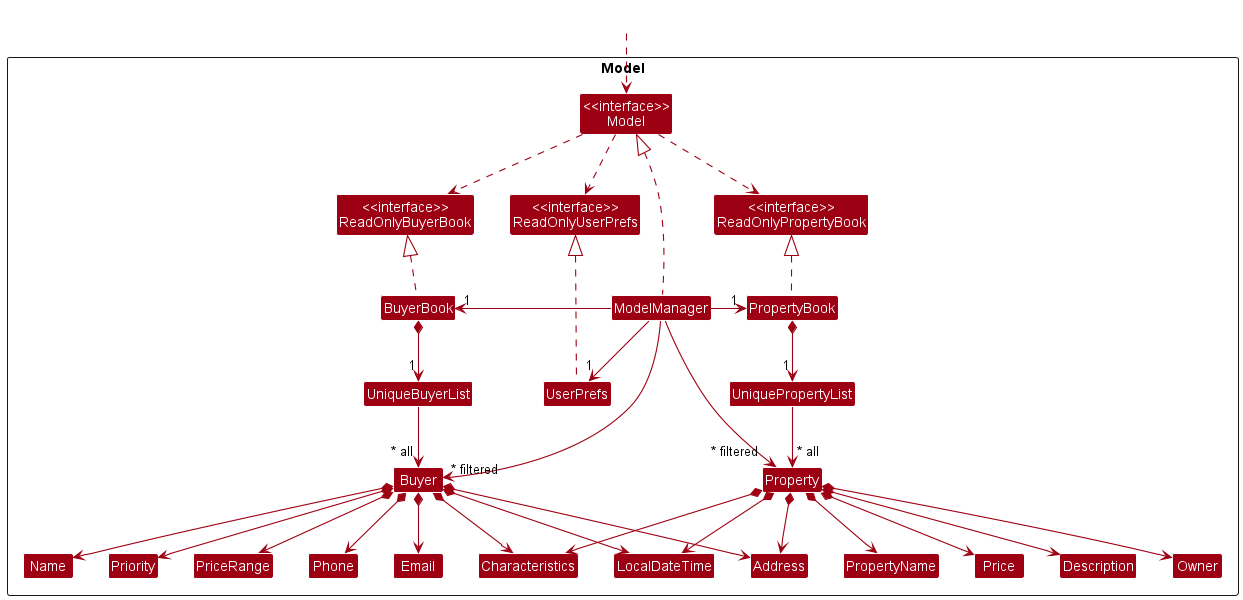 Model
<<interface>>
Model
<<interface>>
ReadOnlyBuyerBook
<<interface>>
ReadOnlyUserPrefs
<<interface>>
ReadOnlyPropertyBook
BuyerBook
1
ModelManager
1
PropertyBook
1
1
1
UniqueBuyerList
UserPrefs
UniquePropertyList
* all
* filtered
* filtered
* all
Buyer
Property
Name
Priority
PriceRange
Phone
Email
Characteristics
LocalDateTime
Address
PropertyName
Price
Description
Owner